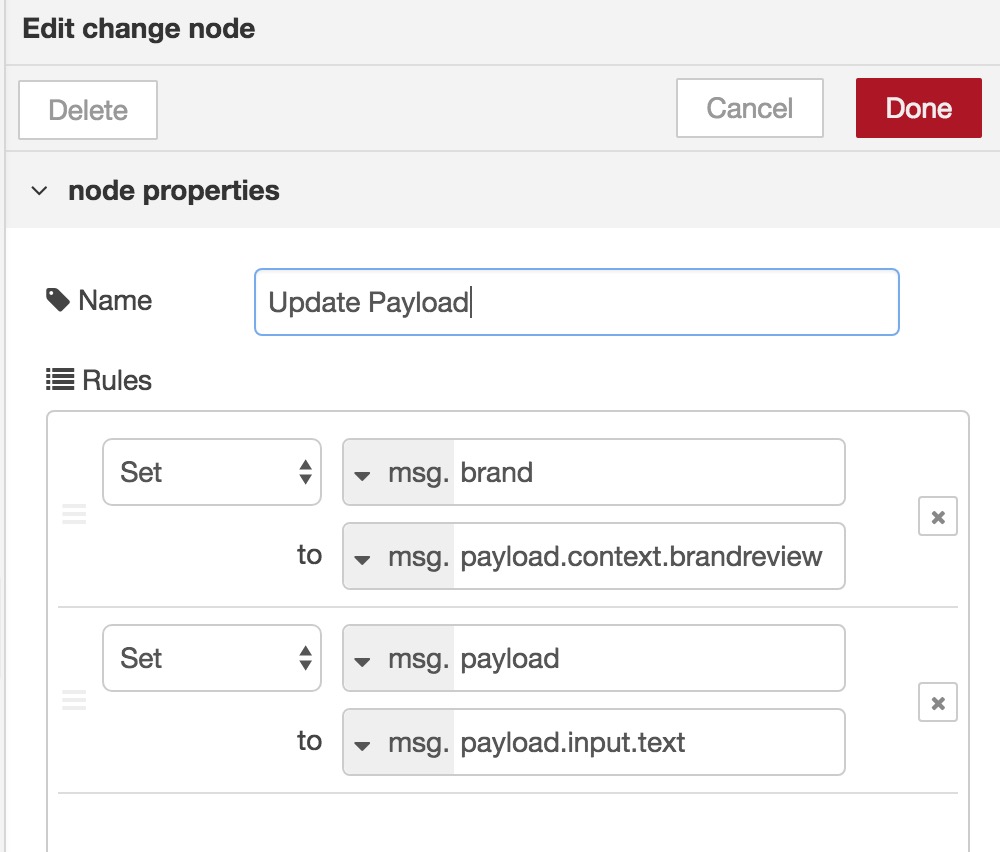 Edit change node
Delete Cancel Done
node properties
Name Update Payload
Rules
Set msg. brand
to msg. payload.context.brandreview
Set msg. payload
to msg. payload.input.text